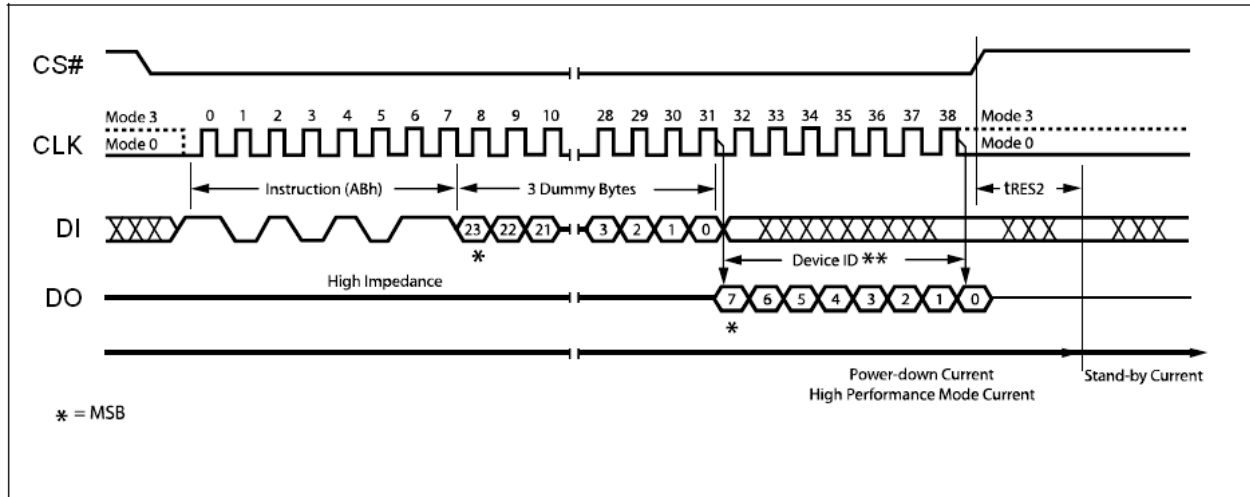 CS#
Mode 3 0 1 2 3 4 5 6 7 8 9 10 28 29 30 31 32 33 34 35 36 37 38 Mode 3
CLK Mode 0 Mode 0
Instruction (ABh) 3 Dummy Bytes tRES2
DI 23 22 21 3 2 1 0
* Device ID **
High Impedance
DO 7 6 5 4 3 2 1 0
*
Power-down Current Stand-by Current
High Performance Mode Current
* = MSB